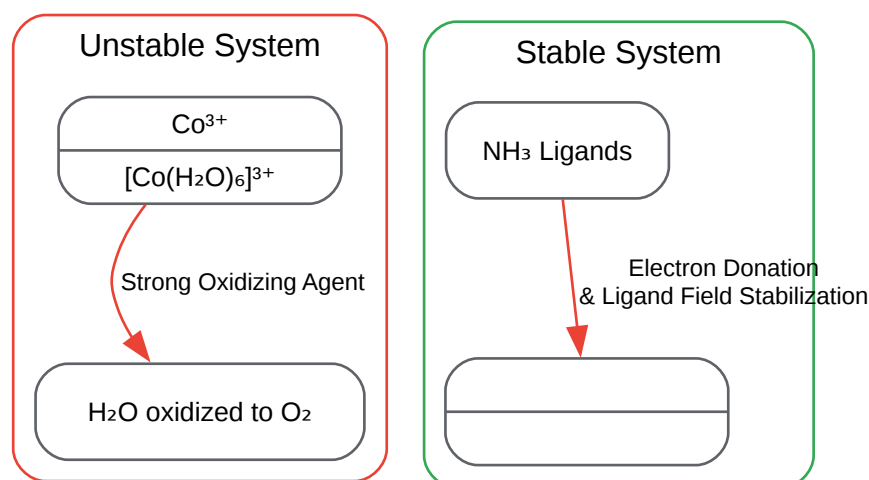 Unstable System
Co³⁺
[Co(H₂O)₆]³⁺
Strong Oxidizing Agent
H₂O oxidized to O₂
Stable System
NH₃ Ligands
Electron Donation
& Ligand Field Stabilization